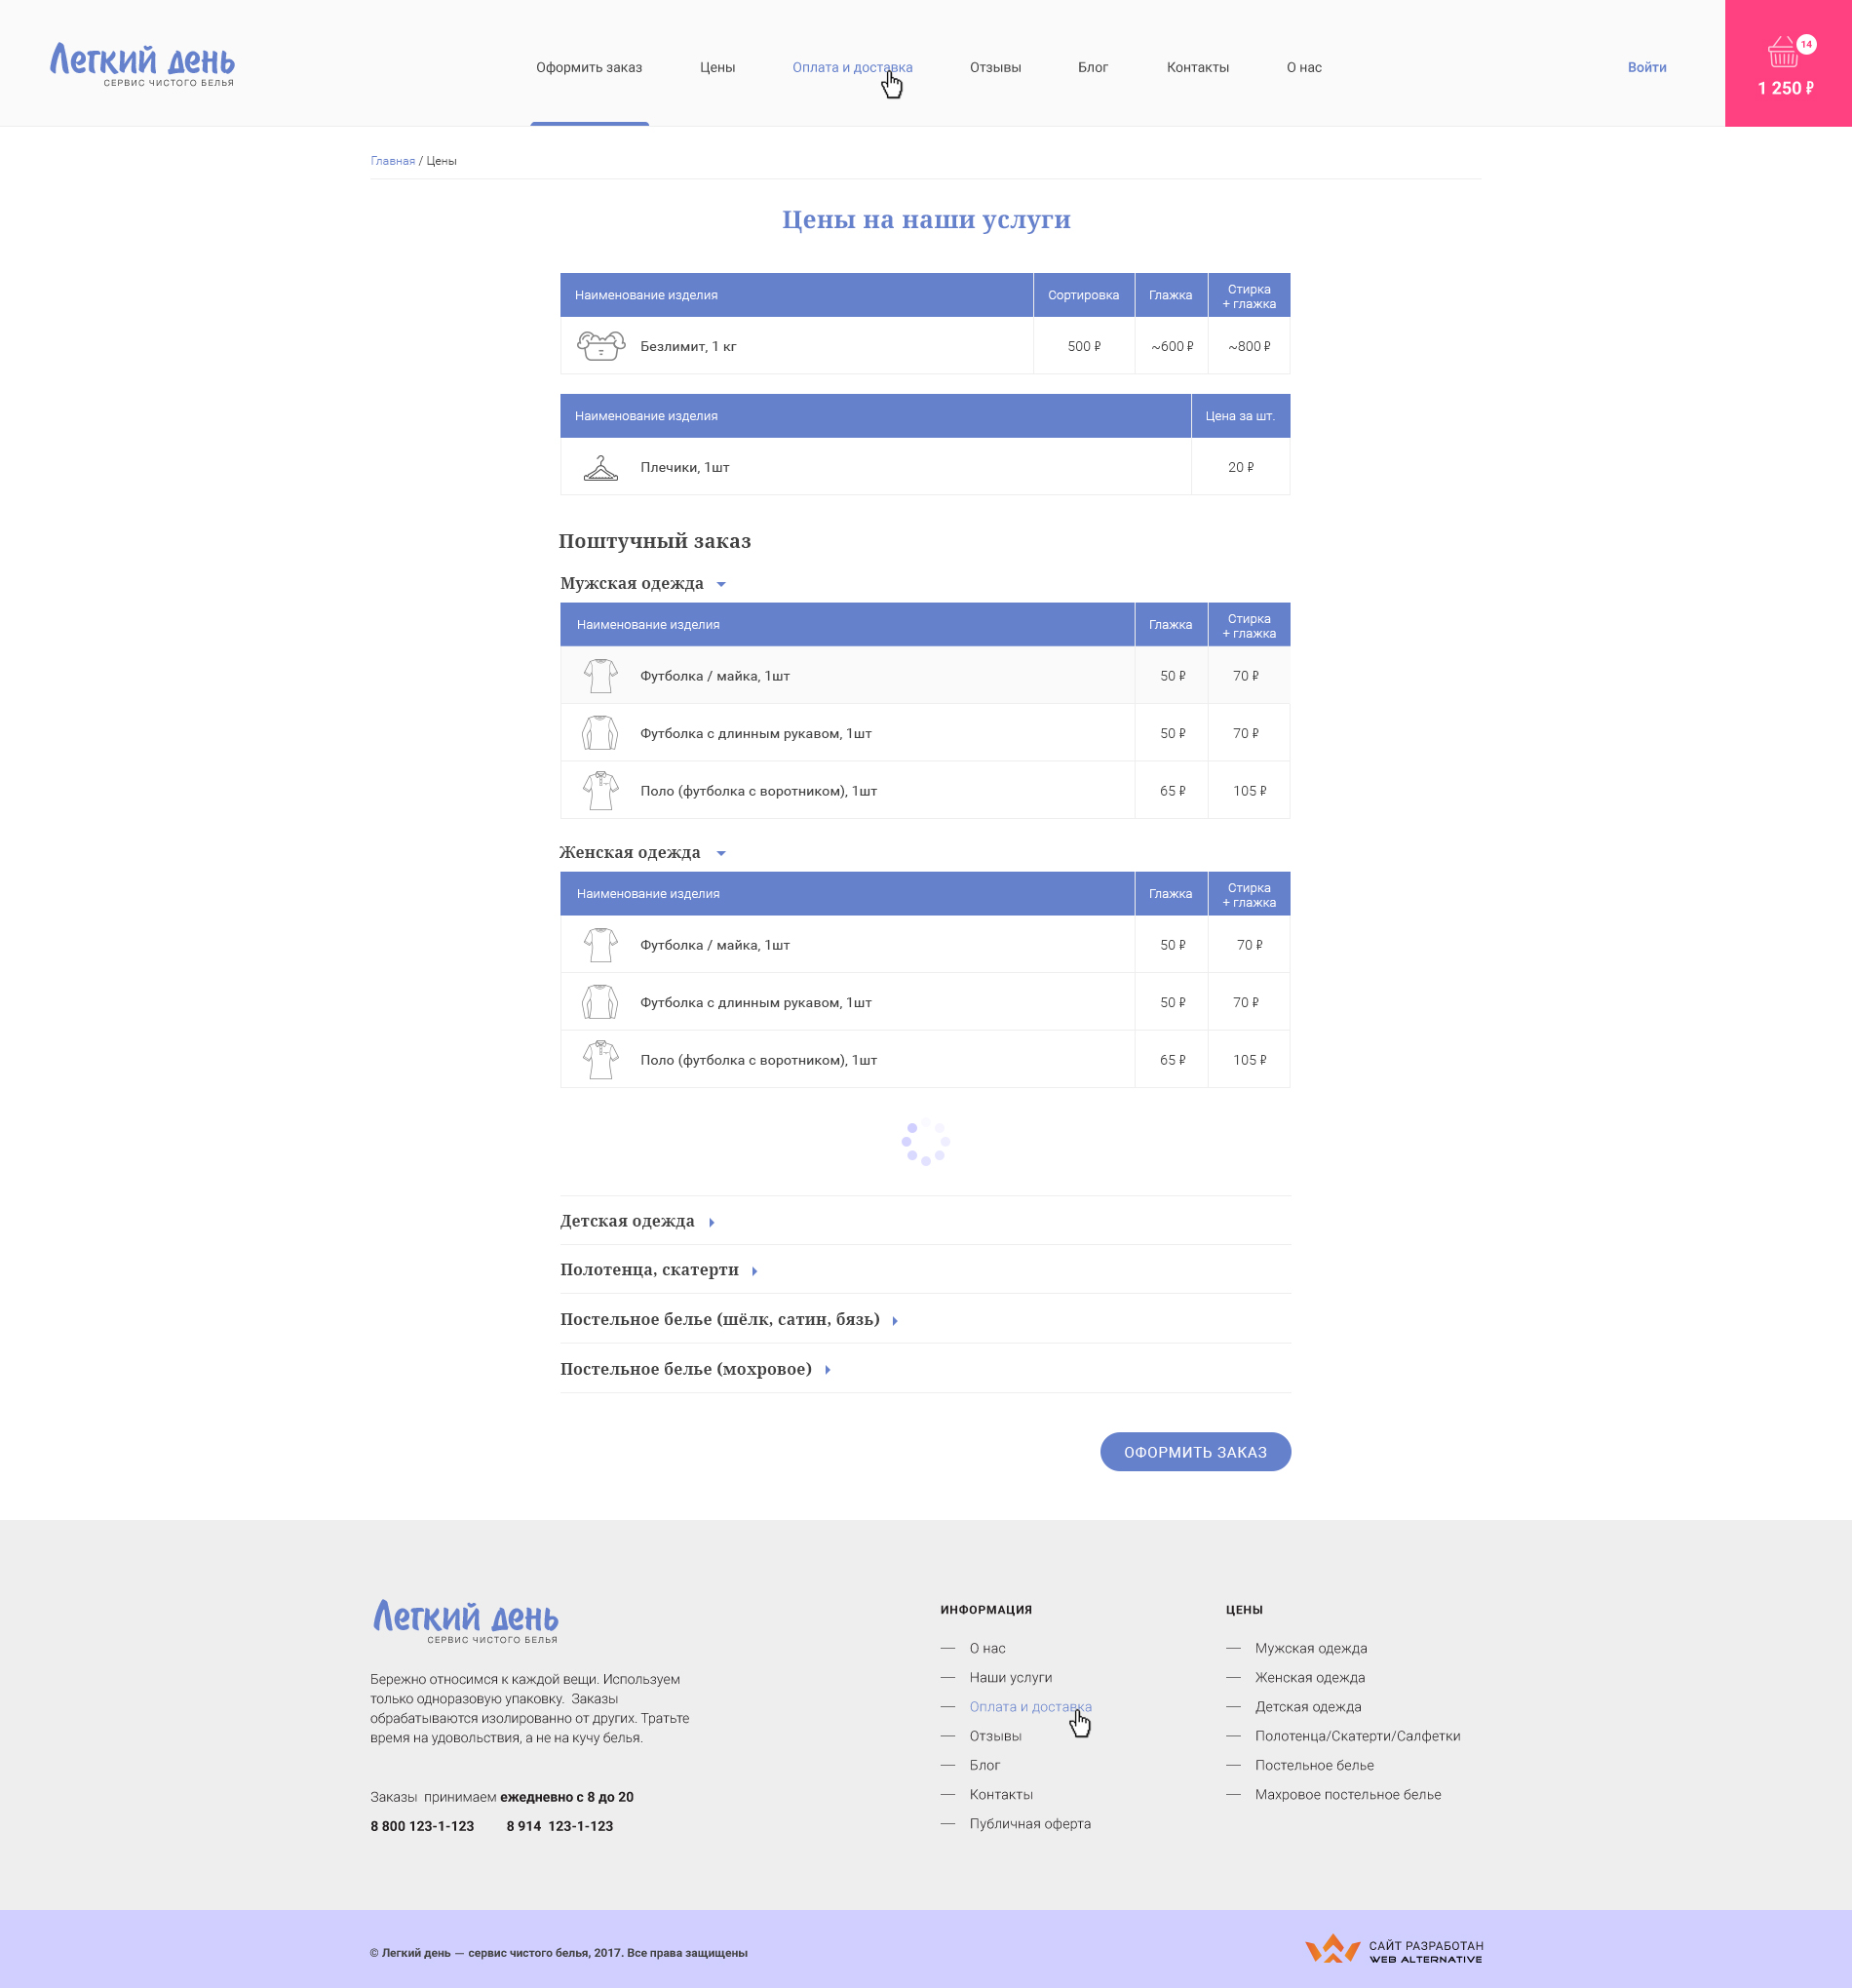 Легкий день
СЕРВИС ЧИСТОГО БЕЛЬЯ
Оформить заказ
Цены
Оплата и доставка
Отзывы
Блог
Контакты
О нас
Войти
14
1 250 ₽
Главная / Цены
Цены на наши услуги
Наименование изделия
Сортировка
Глажка
Стирка
+ глажка
Безлимит, 1 кг
500 ₽
~600 ₽
~800 ₽
Наименование изделия
Цена за шт.
Плечики, 1шт
20 ₽
Поштучный заказ
Мужская одежда
Наименование изделия
Глажка
Стирка
+ глажка
Футболка / майка, 1шт
50 ₽
70 ₽
Футболка с длинным рукавом, 1шт
50 ₽
70 ₽
Поло (футболка с воротником), 1шт
65 ₽
105 ₽
Женская одежда
Наименование изделия
Глажка
Стирка
+ глажка
Футболка / майка, 1шт
50 ₽
70 ₽
Футболка с длинным рукавом, 1шт
50 ₽
70 ₽
Поло (футболка с воротником), 1шт
65 ₽
105 ₽
Детская одежда
Полотенца, скатерти
Постельное белье (шёлк, сатин, бязь)
Постельное белье (мохровое)
ОФОРМИТЬ ЗАКАЗ
Легкий день
СЕРВИС ЧИСТОГО БЕЛЬЯ
Бережно относимся к каждой вещи. Используем
только одноразовую упаковку. Заказы
обрабатываются изолированно от других. Тратьте
время на удовольствия, а не на кучу белья.
Заказы принимаем ежедневно с 8 до 20
8 800 123-1-123
8 914 123-1-123
ИНФОРМАЦИЯ
— О нас
— Наши услуги
— Оплата и доставка
— Отзывы
— Блог
— Контакты
— Публичная оферта
ЦЕНЫ
— Мужская одежда
— Женская одежда
— Детская одежда
— Полотенца/Скатерти/Салфетки
— Постельное белье
— Махровое постельное белье
© Легкий день — сервис чистого белья, 2017. Все права защищены
САЙТ РАЗРАБОТАН
WEB ALTERNATIVE